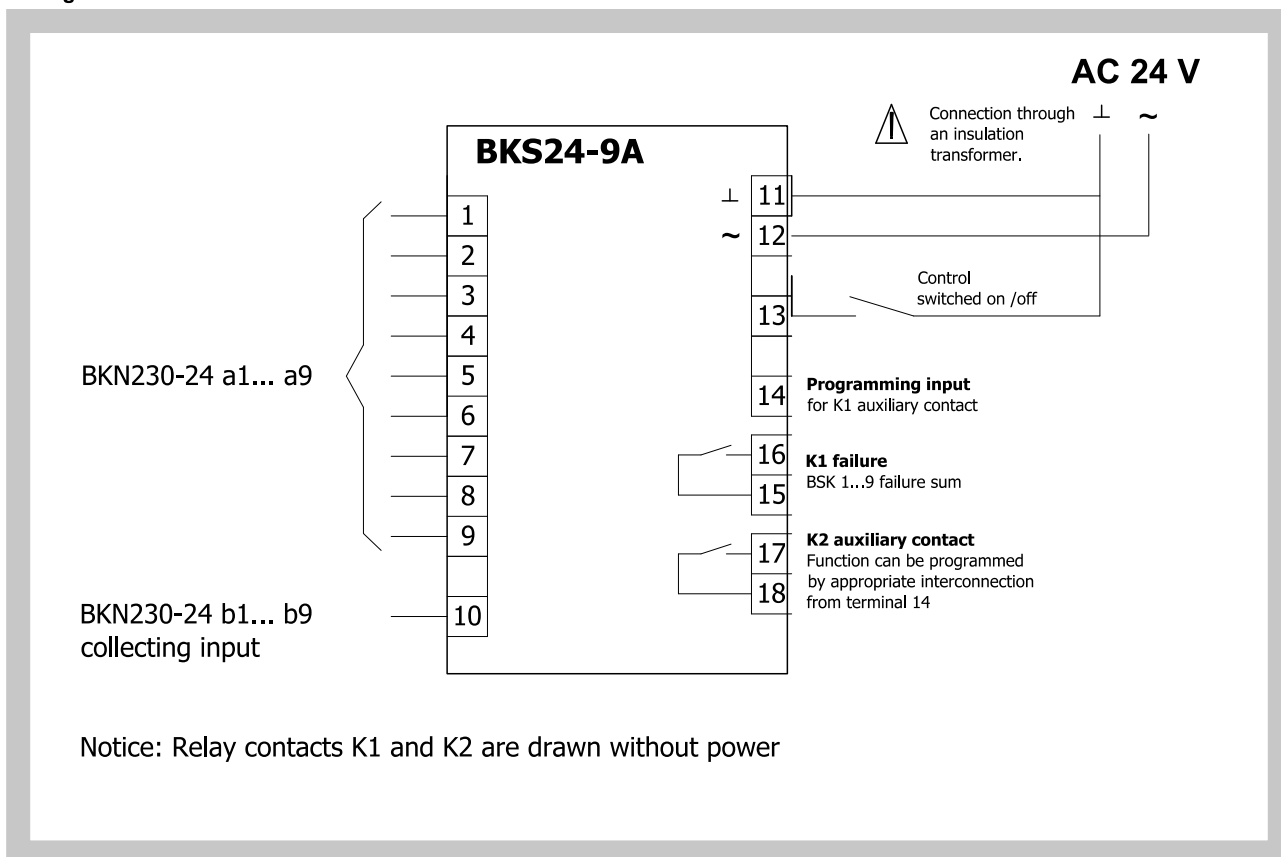 AC 24 V
Connection through
an insulation
transformer.
⊥ ~
BKS24-9A
1
2
3
4
5
6
7
8
9
10
⊥ 11
~ 12
13
14
16
15
17
18
Control
switched on /off
Programming input
for K1 auxiliary contact
K1 failure
BSK 1...9 failure sum
K2 auxiliary contact
Function can be programmed
by appropriate interconnection
from terminal 14
BKN230-24 a1... a9
BKN230-24 b1... b9
collecting input
Notice: Relay contacts K1 and K2 are drawn without power